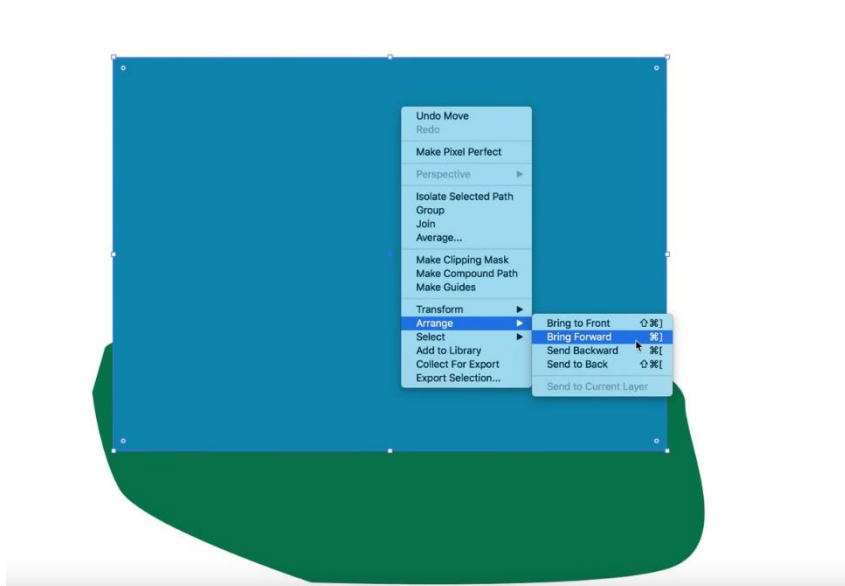 Undo Move
Redo
Make Pixel Perfect
Perspective
Isolate Selected Path
Group
Join
Average...
Make Clipping Mask
Make Compound Path
Make Guides
Transform
Arrange
Select
Add to Library
Collect For Export
Export Selection...
Bring to Front ⇧⌘]
Bring Forward ⌘]
Send Backward ⌘[
Send to Back ⇧⌘[
Send to Current Layer